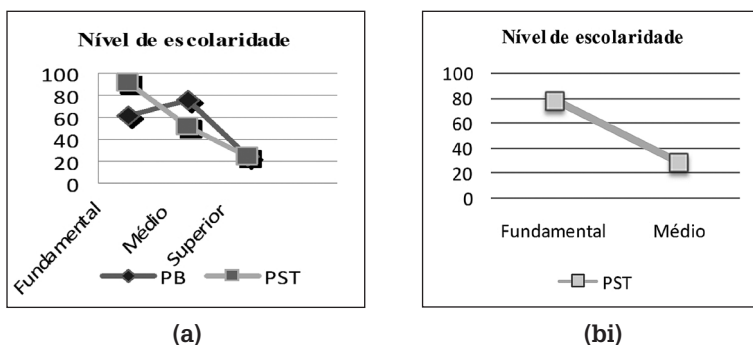 Nível de escolaridade
100
80
60
40
20
0
Fundamental
Médio
Superior
PB
PST
(a)
Nível de escolaridade
100
80
60
40
20
0
Fundamental Médio
PST
(bi)